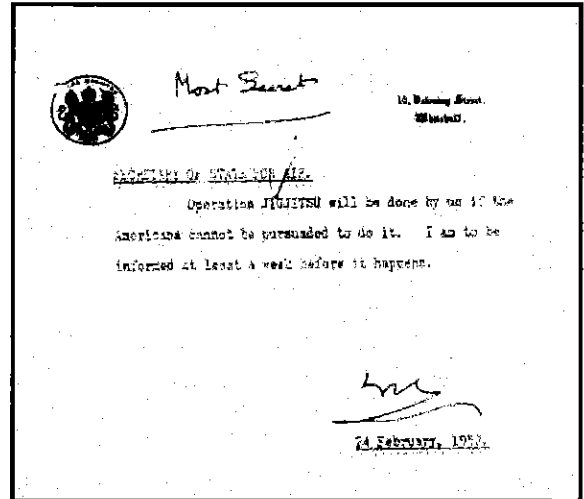 Most Secret
10, Downing Street,
Whitehall.
SECRETARY OF STATE FOR AIR.
Operation JIUJITSU will be done by us if the
Americans cannot be persuaded to do it. I am to be
informed at least a week before it happens.
24 February, 195